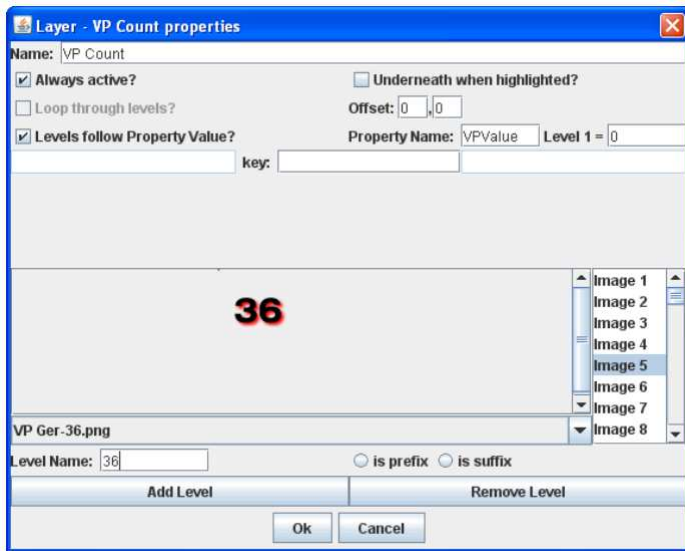 Layer - VP Count properties
Name: VP Count
Always active? Underneath when highlighted?
Loop through levels? Offset: 0 ,0
Levels follow Property Value? Property Name: VPValue Level 1 = 0
key:
36
Image 1
Image 2
Image 3
Image 4
Image 5
Image 6
Image 7
Image 8
VP Ger-36.png
Level Name: 36 is prefix is suffix
Add Level Remove Level
Ok Cancel